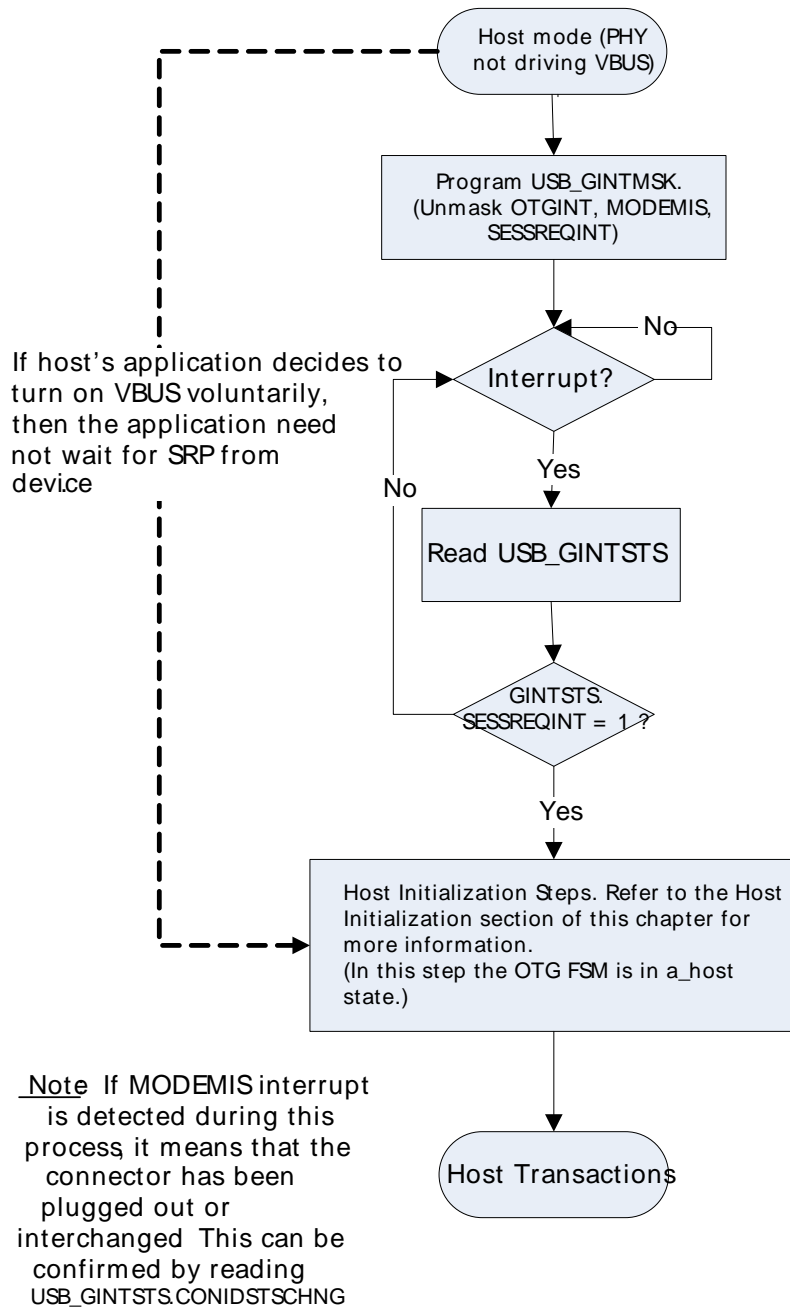 Host mode (PHY
not driving VBUS)
Program USB_GINTMSK.
(Unmask OTGINT, MODEMIS,
SESSREQINT)
No
Interrupt?
If host's application decides to
turn on VBUS voluntarily,
then the application need
not wait for SRP from
device
Yes
No
Read USB_GINTSTS
GINTSTS.
SESSREQINT = 1 ?
Yes
Host Initialization Steps. Refer to the Host
Initialization section of this chapter for
more information.
(In this step the OTG FSM is in a_host
state.)
Note If MODEMIS interrupt
is detected during this
process, it means that the
connector has been
plugged out or
interchanged This can be
confirmed by reading
USB_GINTSTS.CONIDSTSCHNG
Host Transactions